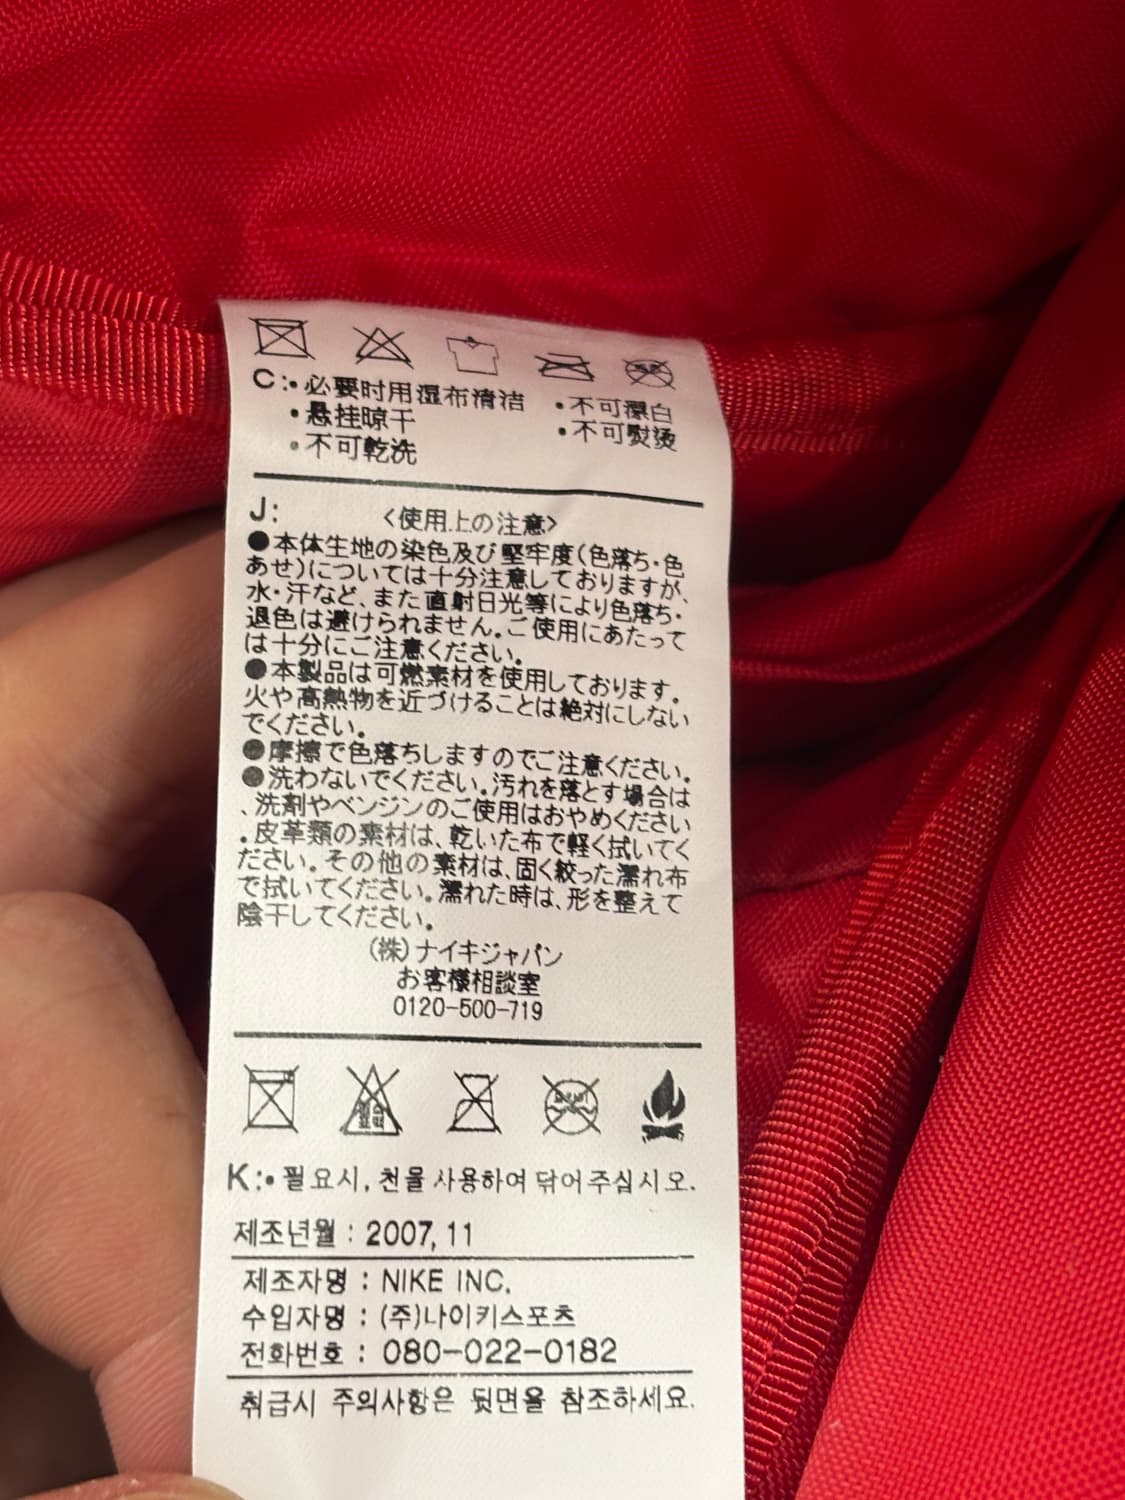 C:•必要时用湿布清洁 •不可漂白
•悬挂晾干 •不可熨烫
•不可乾洗
J: <使用上の注意>
●本体生地の染色及び堅牢度(色落ち・色
あせ)については十分注意しておりますが、
水・汗など、また直射日光等により色落ち・
退色は避けられません。ご使用にあたって
は十分にご注意ください。
●本製品は可燃素材を使用しております。
火や高熱物を近づけることは絶対にしない
でください。
●摩擦で色落ちしますのでご注意ください。
●洗わないでください。汚れを落とす場合は
、洗剤やベンジンのご使用はおやめください
。皮革類の素材は、乾いた布で軽く拭いてく
ださい。その他の素材は、固く絞った濡れ布
で拭いてください。濡れた時は、形を整えて
陰干してください。
(株)ナイキジャパン
お客様相談室
0120-500-719
K:•필요시, 천물사용하여 닦어주십시오.
제조년월 : 2007, 11
제조자명 : NIKE INC.
수입자명 : (주)나이키스포츠
전화번호 : 080-022-0182
취급시 주의사항은 뒷면을 참조하세요.